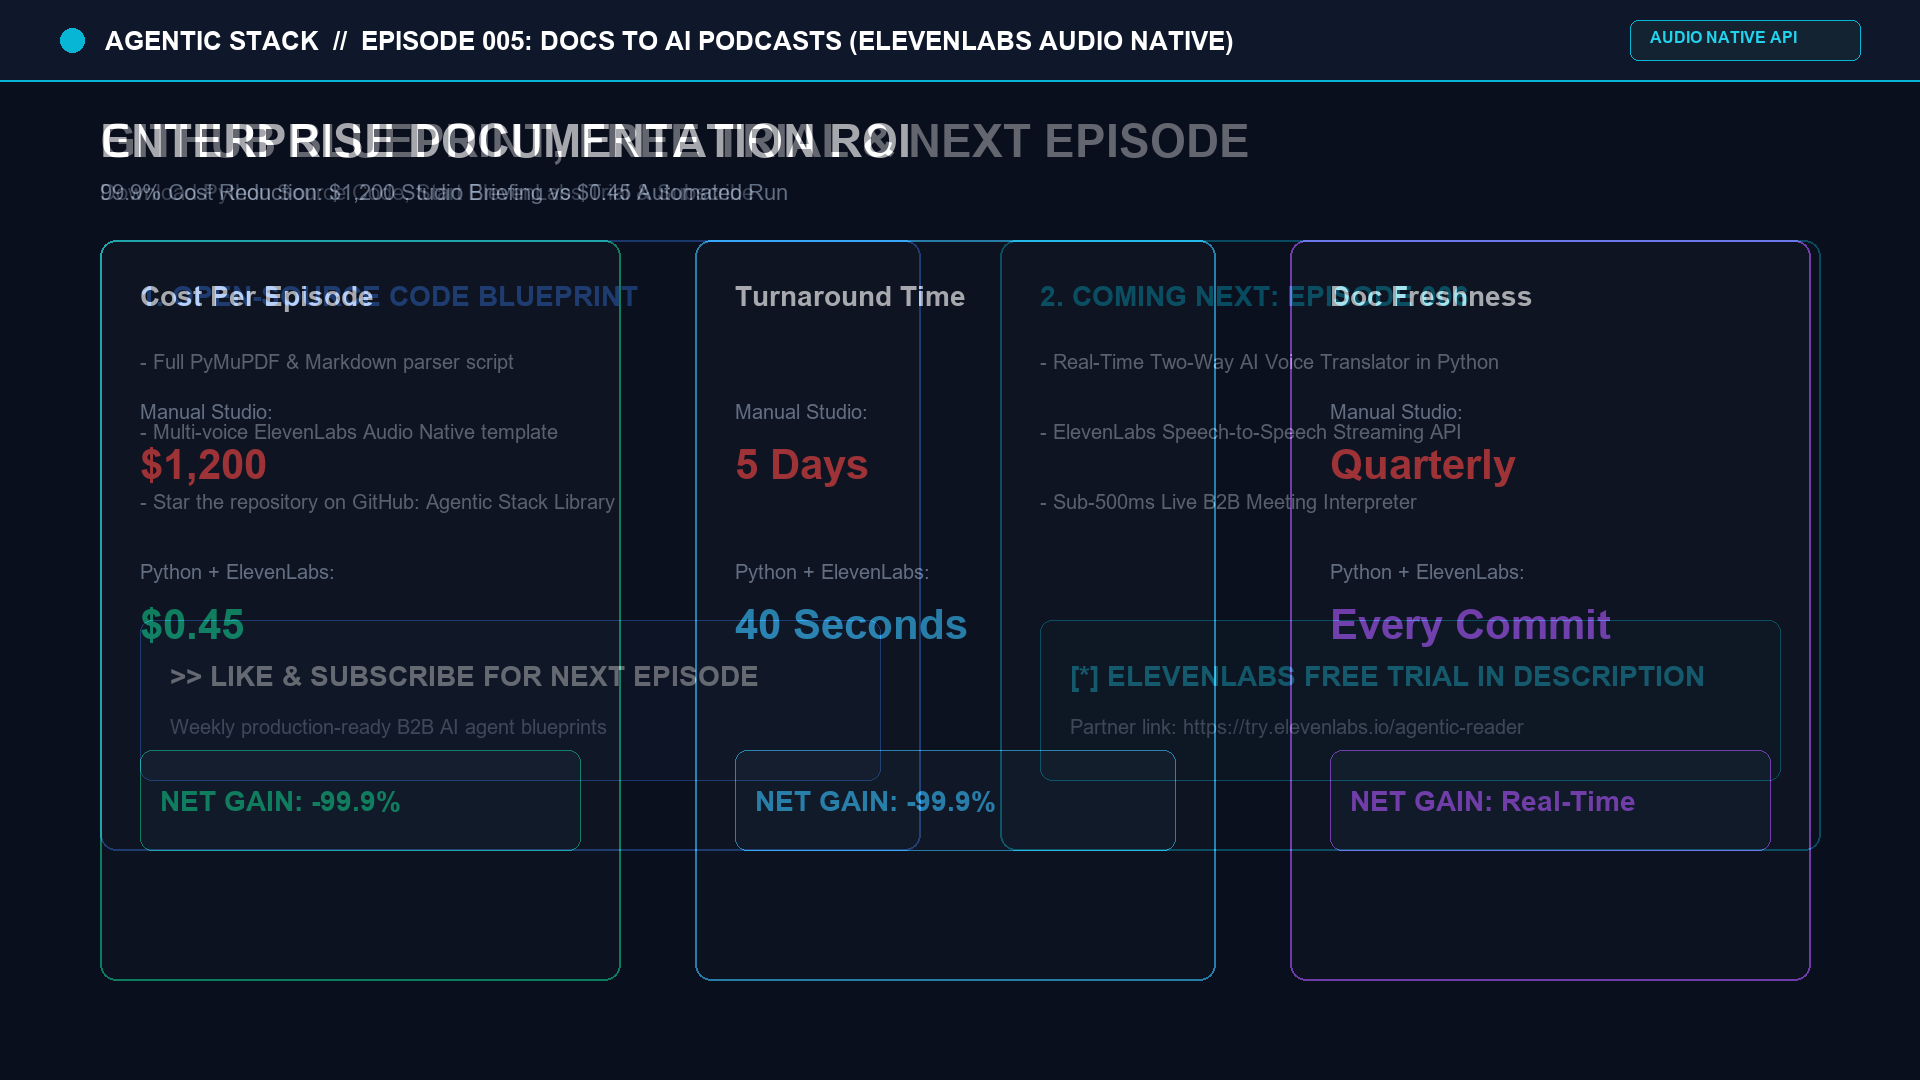 AGENTIC STACK // EPISODE 005: DOCS TO AI PODCASTS (ELEVENLABS AUDIO NATIVE)
AUDIO NATIVE API
ENTERPRISE DOCUMENTATION ROI
& NEXT EPISODE
99.9% Cost Reduction: $1,200 Studio Briefing vs $0.45 Automated Run
Cost Per Episode
OPEN-SOURCE CODE BLUEPRINT
Turnaround Time
2. COMING NEXT: EPISODE
Doc Freshness
- Full PyMuPDF & Markdown parser script
- Real-Time Two-Way AI Voice Translator in Python
Manual Studio:
Manual Studio:
Manual Studio:
- Multi-voice ElevenLabs Audio Native template
- ElevenLabs Speech-to-Speech Streaming API
$1,200
5 Days
Quarterly
- Star the repository on GitHub: Agentic Stack Library
- Sub-500ms Live B2B Meeting Interpreter
Python + ElevenLabs:
Python + ElevenLabs:
Python + ElevenLabs:
$0.45
40 Seconds
Every Commit
>> LIKE & SUBSCRIBE FOR NEXT EPISODE
[*] ELEVENLABS FREE TRIAL IN DESCRIPTION
Weekly production-ready B2B AI agent blueprints
Partner link: https://try.elevenlabs.io/agentic-reader
NET GAIN: -99.9%
NET GAIN: -99.9%
NET GAIN: Real-Time